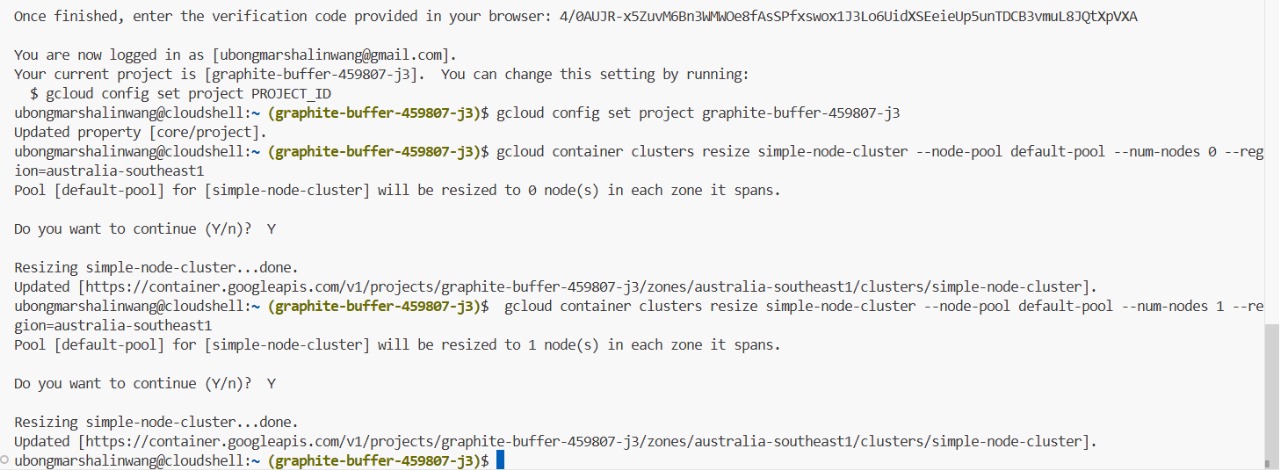 Once finished, enter the verification code provided in your browser: 4/0AUJR-x5ZuvM6Bn3WMWOe8fAsSPfxswox1J3Lo6UidXSEeieUp5unTDCB3vmuL8JQtXpVXA
You are now logged in as [ubongmarshalinwang@gmail.com].
Your current project is [graphite-buffer-459807-j3].  You can change this setting by running:
  $ gcloud config set project PROJECT_ID
ubongmarshalinwang@cloudshell:~ (graphite-buffer-459807-j3)$ gcloud config set project graphite-buffer-459807-j3
Updated property [core/project].
ubongmarshalinwang@cloudshell:~ (graphite-buffer-459807-j3)$ gcloud container clusters resize simple-node-cluster --node-pool default-pool --num-nodes 0 --reg
ion=australia-southeast1
Pool [default-pool] for [simple-node-cluster] will be resized to 0 node(s) in each zone it spans.
Do you want to continue (Y/n)?  Y
Resizing simple-node-cluster...done.
Updated [https://container.googleapis.com/v1/projects/graphite-buffer-459807-j3/zones/australia-southeast1/clusters/simple-node-cluster].
ubongmarshalinwang@cloudshell:~ (graphite-buffer-459807-j3)$  gcloud container clusters resize simple-node-cluster --node-pool default-pool --num-nodes 1 --re
gion=australia-southeast1
Pool [default-pool] for [simple-node-cluster] will be resized to 1 node(s) in each zone it spans.
Do you want to continue (Y/n)?  Y
Resizing simple-node-cluster...done.
Updated [https://container.googleapis.com/v1/projects/graphite-buffer-459807-j3/zones/australia-southeast1/clusters/simple-node-cluster].
ubongmarshalinwang@cloudshell:~ (graphite-buffer-459807-j3)$